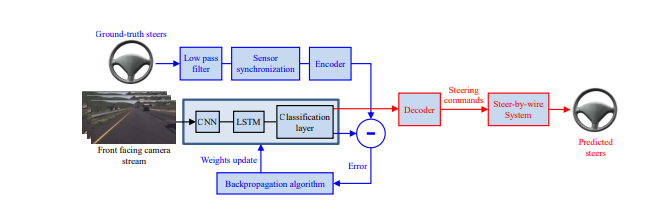 Ground-truth steers
Low pass
filter
Sensor
synchronization
Encoder
CNN
LSTM
Classification
layer
Front facing camera
stream
Weights update
Backpropagation algorithm
Error
Decoder
Steering
commands
Steer-by-wire
System
Predicted
steers